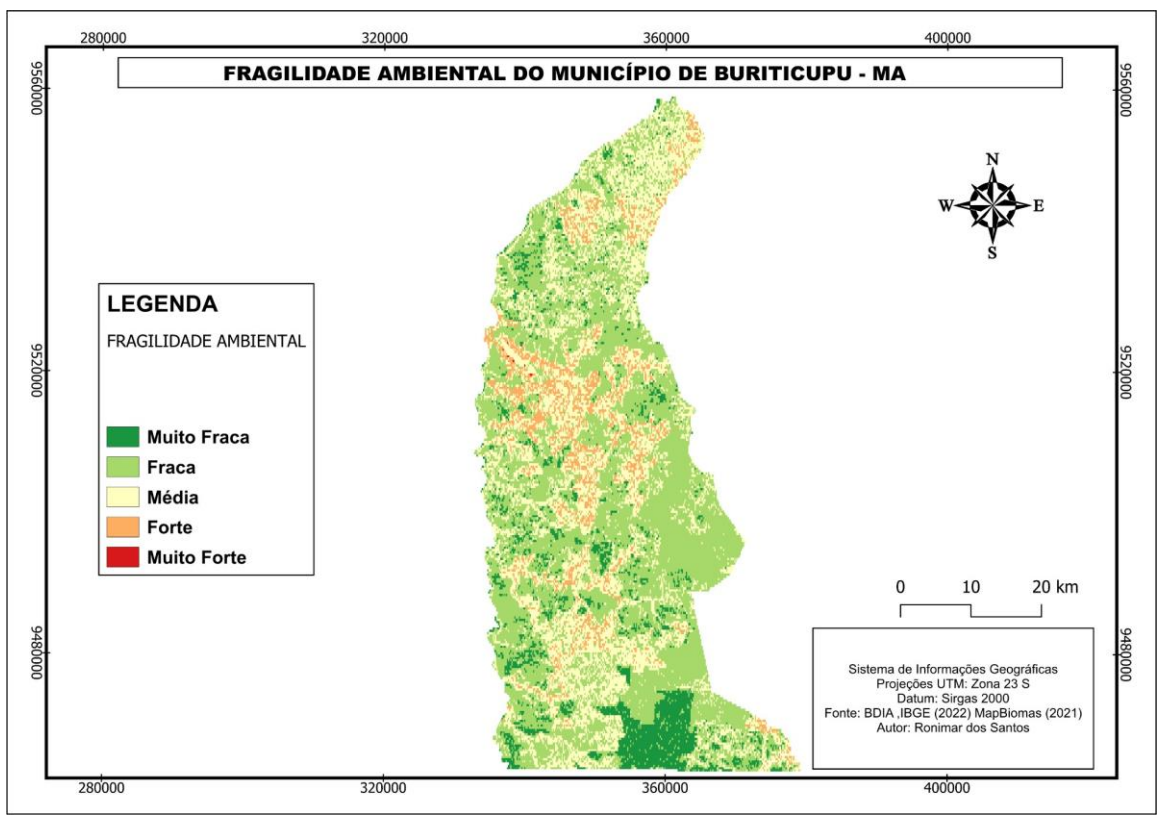 280000 320000 360000 400000
FRAGILIDADE AMBIENTAL DO MUNICÍPIO DE BURITICUPU - MA
9560000 9560000
N
W E
S
LEGENDA
FRAGILIDADE AMBIENTAL
9520000 9520000
Muito Fraca
Fraca
Média
Forte
Muito Forte
0 10 20 km
9480000 9480000
Sistema de Informações Geográficas
Projeções UTM: Zona 23 S
Datum: Sirgas 2000
Fonte: BDIA ,IBGE (2022) MapBiomas (2021)
Autor: Ronimar dos Santos
280000 320000 360000 400000